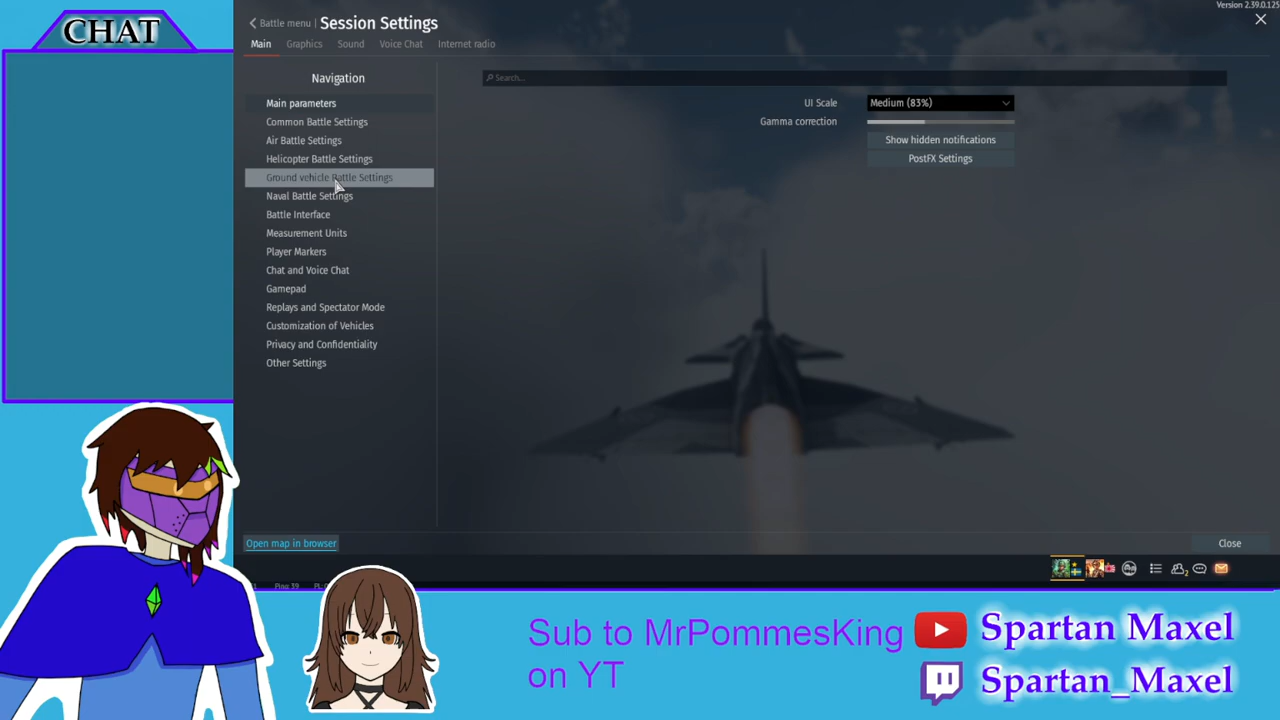 Version 2.39.0.125
CHAT
Battle menu | Session Settings
Main Graphics Sound Voice Chat Internet radio
Navigation
Search...
Main parameters
Common Battle Settings
Air Battle Settings
Helicopter Battle Settings
Ground vehicle Battle Settings
Naval Battle Settings
Battle Interface
Measurement Units
Player Markers
Chat and Voice Chat
Gamepad
Replays and Spectator Mode
Customization of Vehicles
Privacy and Confidentiality
Other Settings
UI Scale Medium (83%)
Gamma correction
Show hidden notifications
PostFX Settings
Open map in browser
Close
2
Ping 39 PL:
Sub to MrPommesKing
on YT
Spartan Maxel
Spartan_Maxel